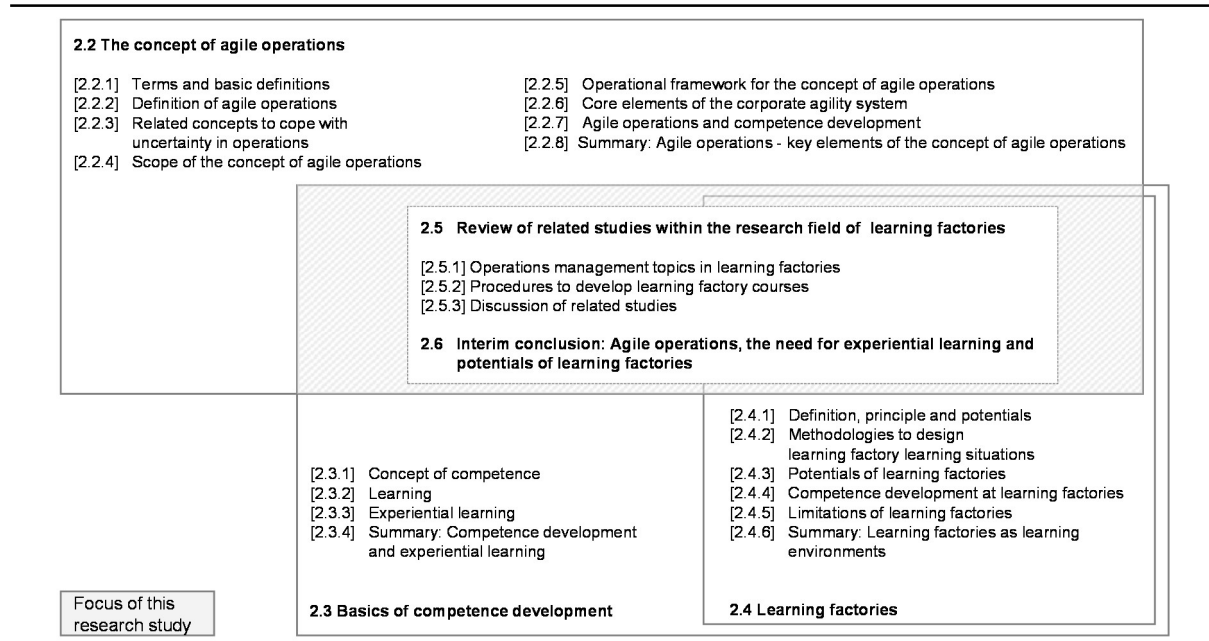 2.2 The concept of agile operations
[2.2.1] Terms and basic definitions
[2.2.2] Definition of agile operations
[2.2.3] Related concepts to cope with
uncertainty in operations
[2.2.4] Scope of the concept of agile operations
[2.2.5] Operational framework for the concept of agile operations
[2.2.6] Core elements of the corporate agility system
[2.2.7] Agile operations and competence development
[2.2.8] Summary: Agile operations - key elements of the concept of agile operations
2.5 Review of related studies within the research field of learning factories
[2.5.1] Operations management topics in learning factories
[2.5.2] Procedures to develop learning factory courses
[2.5.3] Discussion of related studies
2.6 Interim conclusion: Agile operations, the need for experiential learning and
potentials of learning factories
[2.3.1] Concept of competence
[2.3.2] Learning
[2.3.3] Experiential learning
[2.3.4] Summary: Competence development
and experiential learning
2.3 Basics of competence development
[2.4.1] Definition, principle and potentials
[2.4.2] Methodologies to design
learning factory learning situations
[2.4.3] Potentials of learning factories
[2.4.4] Competence development at learning factories
[2.4.5] Limitations of learning factories
[2.4.6] Summary: Learning factories as learning
environments
2.4 Learning factories
Focus of this
research study